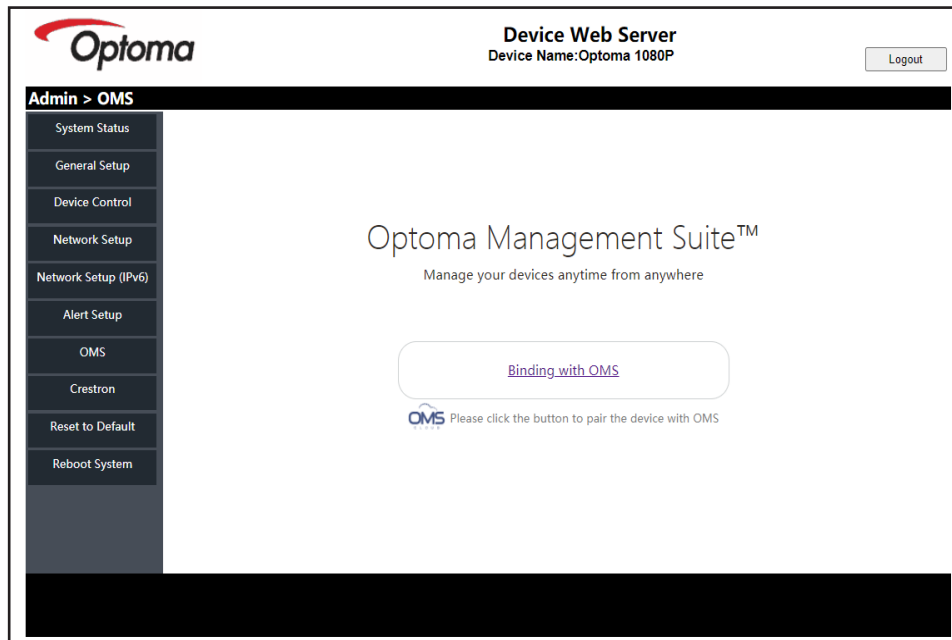 Optoma
Device Web Server
Device Name:Optoma 1080P
Logout
Admin > OMS
System Status
General Setup
Device Control
Network Setup
Network Setup (IPv6)
Alert Setup
OMS
Crestron
Reset to Default
Reboot System
Optoma Management Suite™
Manage your devices anytime from anywhere
Binding with OMS
OMS Please click the button to pair the device with OMS
CLOUD